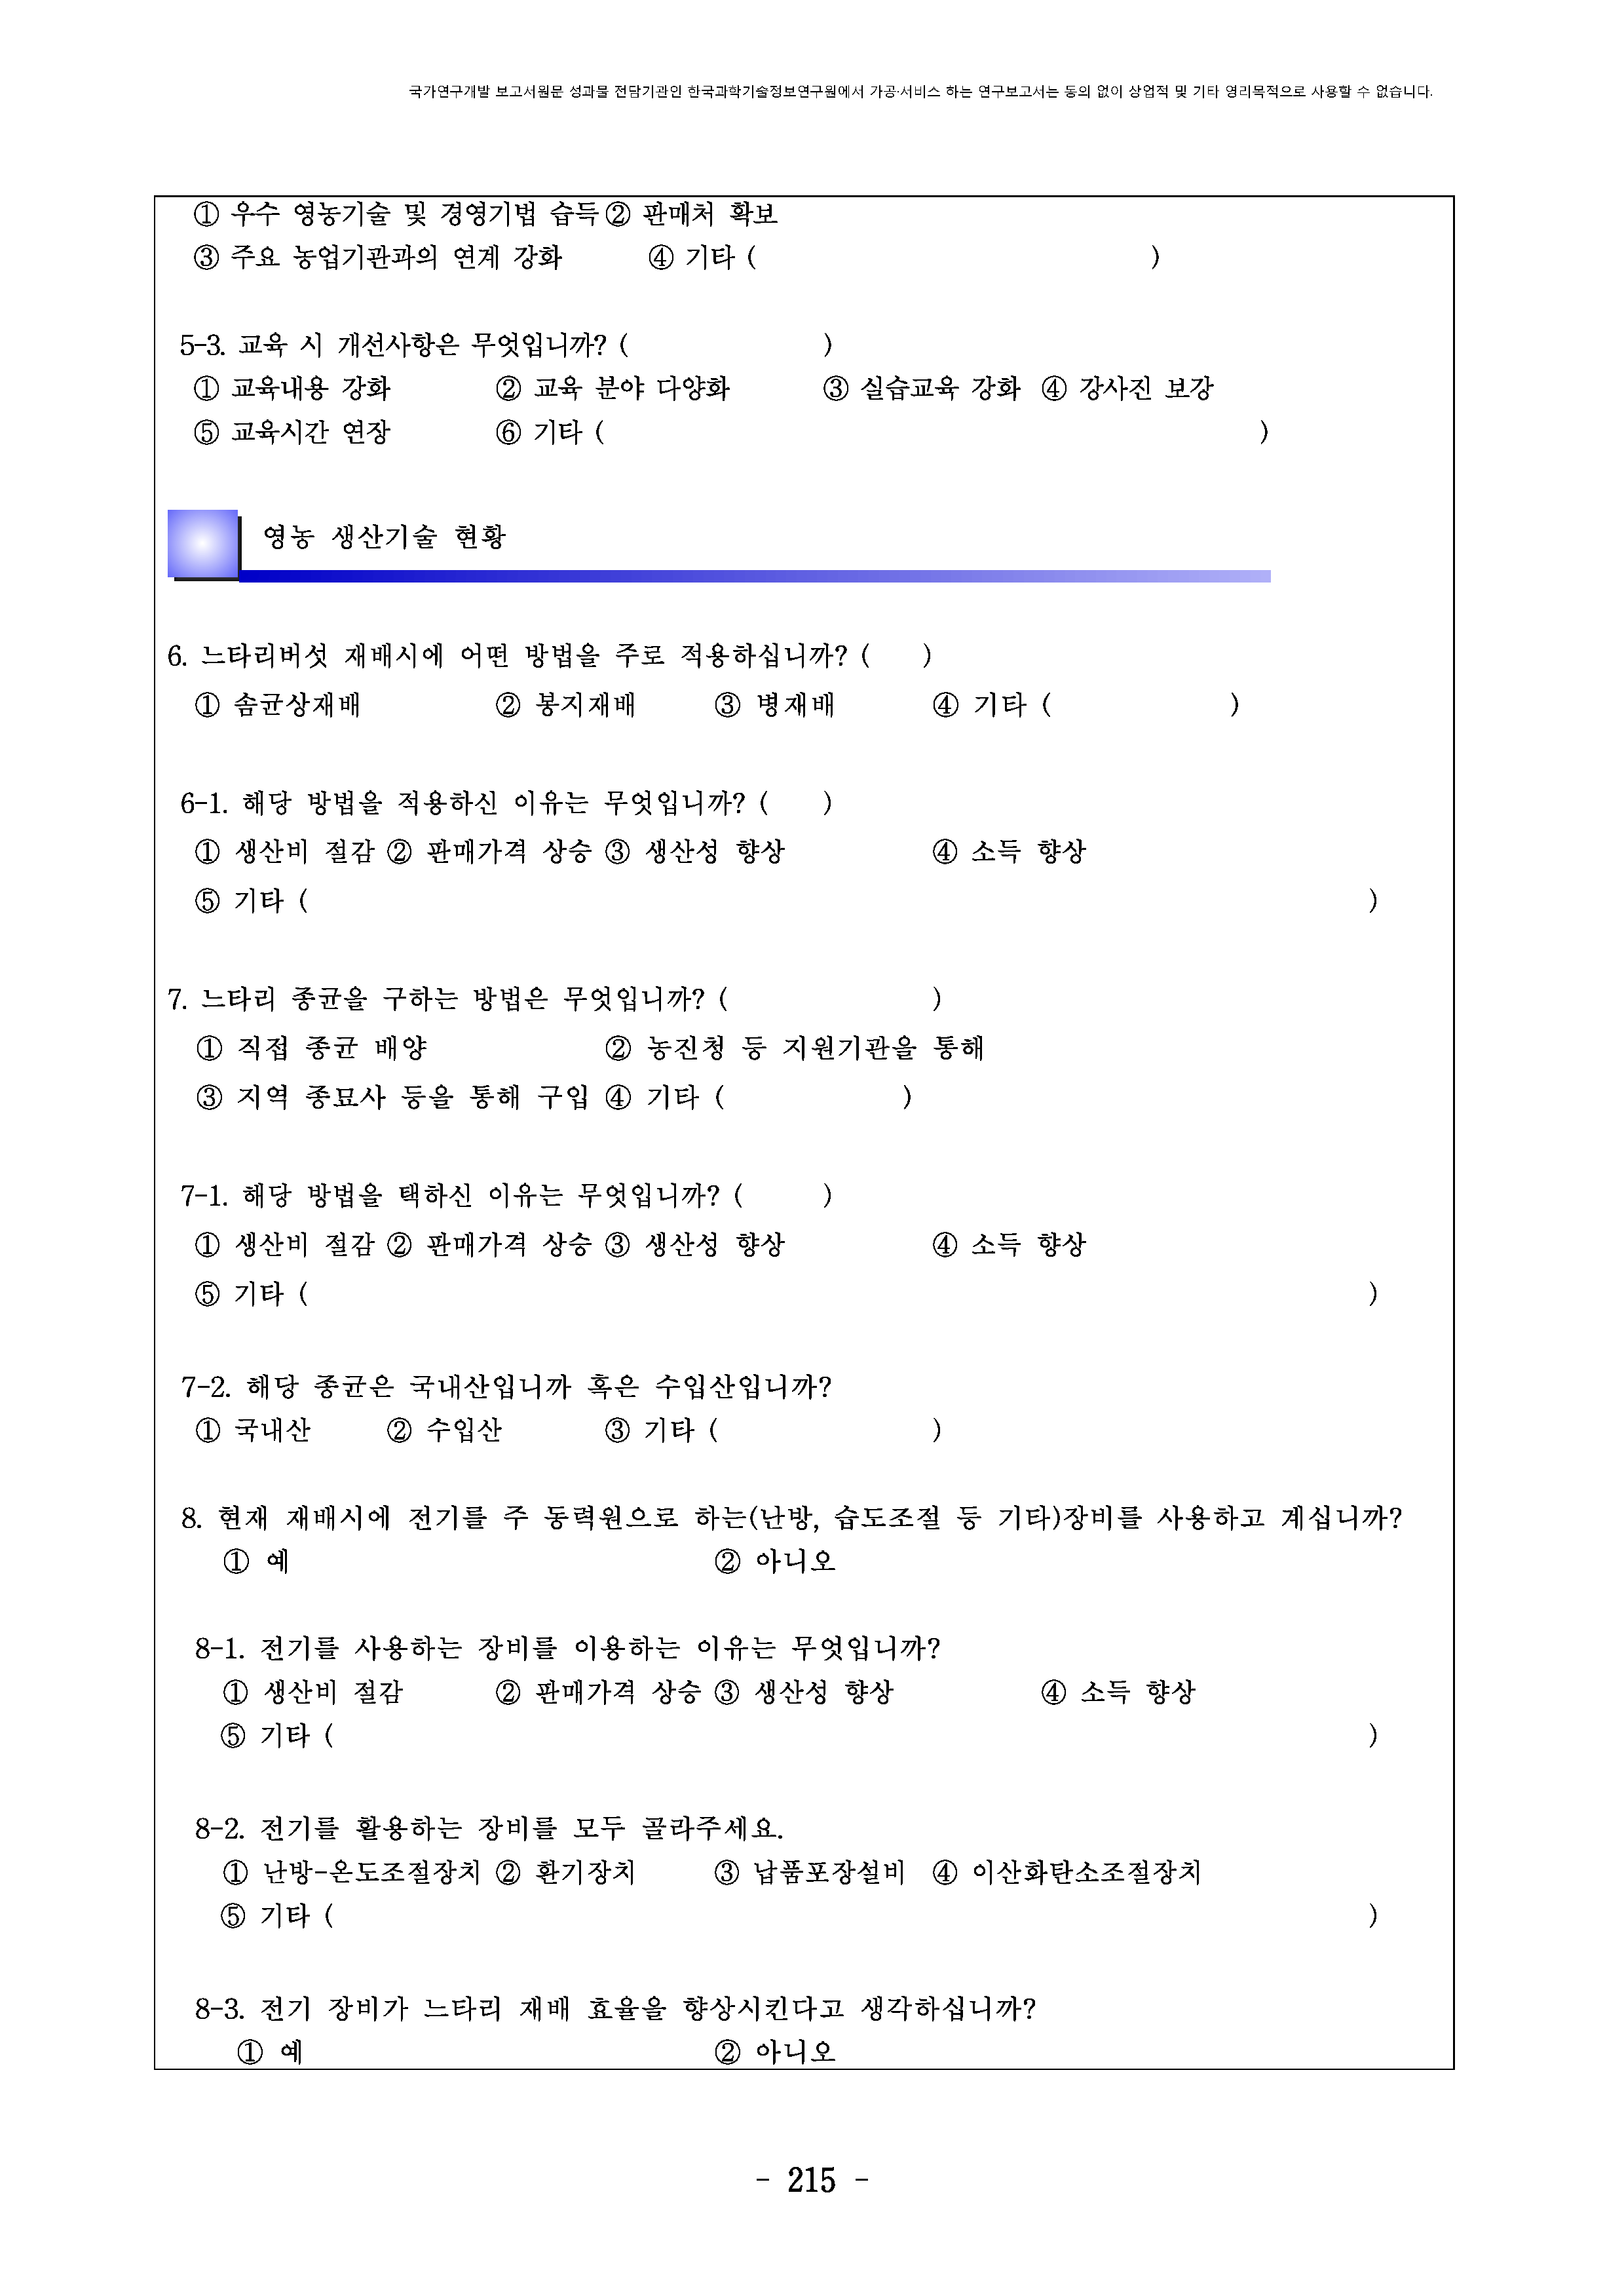 국가연구개발 보고서원문 성과물 전담기관인 한국과학기술정보연구원에서 가공·서비스 하는 연구보고서는 동의 없이 상업적 및 기타 영리목적으로 사용할 수 없습니다.
① 우수 영농기술 및 경영기법 습득 ② 판매처 확보
③ 주요 농업기관과의 연계 강화 ④ 기타 ( )
5-3. 교육 시 개선사항은 무엇입니까? ( )
① 교육내용 강화 ② 교육 분야 다양화 ③ 실습교육 강화 ④ 강사진 보강
⑤ 교육시간 연장 ⑥ 기타 ( )
영농 생산기술 현황
6. 느타리버섯 재배시에 어떤 방법을 주로 적용하십니까? ( )
① 솜균상재배 ② 봉지재배 ③ 병재배 ④ 기타 ( )
6-1. 해당 방법을 적용하신 이유는 무엇입니까? ( )
① 생산비 절감 ② 판매가격 상승 ③ 생산성 향상 ④ 소득 향상
⑤ 기타 ( )
7. 느타리 종균을 구하는 방법은 무엇입니까? ( )
① 직접 종균 배양 ② 농진청 등 지원기관을 통해
③ 지역 종묘사 등을 통해 구입 ④ 기타 ( )
7-1. 해당 방법을 택하신 이유는 무엇입니까? ( )
① 생산비 절감 ② 판매가격 상승 ③ 생산성 향상 ④ 소득 향상
⑤ 기타 ( )
7-2. 해당 종균은 국내산입니까 혹은 수입산입니까?
① 국내산 ② 수입산 ③ 기타 ( )
8. 현재 재배시에 전기를 주 동력원으로 하는(난방, 습도조절 등 기타)장비를 사용하고 계십니까?
① 예 ② 아니오
8-1. 전기를 사용하는 장비를 이용하는 이유는 무엇입니까?
① 생산비 절감 ② 판매가격 상승 ③ 생산성 향상 ④ 소득 향상
⑤ 기타 ( )
8-2. 전기를 활용하는 장비를 모두 골라주세요.
① 난방-온도조절장치 ② 환기장치 ③ 납품포장설비 ④ 이산화탄소조절장치
⑤ 기타 ( )
8-3. 전기 장비가 느타리 재배 효율을 향상시킨다고 생각하십니까?
① 예 ② 아니오
- 215 -